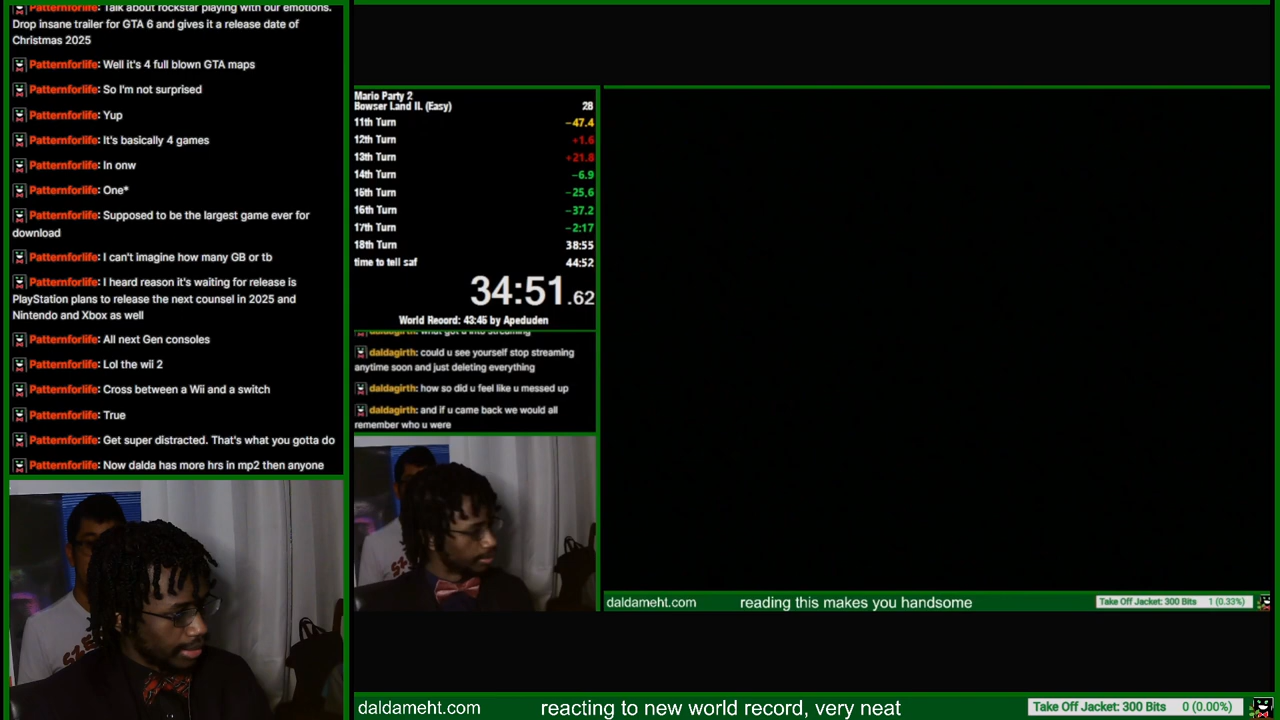 Patternforlife: Talk about rockstar playing with our emotions.
Drop insane trailer for GTA 6 and gives it a release date of
Christmas 2025
Patternforlife: Well it's 4 full blown GTA maps
Patternforlife: So I'm not surprised
Patternforlife: Yup
Patternforlife: It's basically 4 games
Patternforlife: In onw
Patternforlife: One*
Patternforlife: Supposed to be the largest game ever for
download
Patternforlife: I can't imagine how many GB or tb
Patternforlife: I heard reason it's waiting for release is
PlayStation plans to release the next counsel in 2025 and
Nintendo and Xbox as well
Patternforlife: All next Gen consoles
Patternforlife: Lol the wii 2
Patternforlife: Cross between a Wii and a switch
Patternforlife: True
Patternforlife: Get super distracted. That's what you gotta do
Patternforlife: Now dalda has more hrs in mp2 then anyone
Mario Party 2
Bowser Land II. (Easy) 28
11th Turn −47.4
12th Turn +1.6
13th Turn +21.8
14th Turn −6.9
15th Turn −25.6
16th Turn −37.2
17th Turn −2:17
18th Turn 38:55
time to tell saf 44:52
34:51.62
World Record: 43:45 by Apeduden
daldagirth: what got u into streaming
daldagirth: could u see yourself stop streaming
anytime soon and just deleting everything
daldagirth: how so did u feel like u messed up
daldagirth: and if u came back we would all
remember who u were
daldameht.com reading this makes you handsome Take Off Jacket: 300 Bits 1 (0.33%)
daldameht.com reacting to new world record, very neat Take Off Jacket: 300 Bits 0 (0.00%)